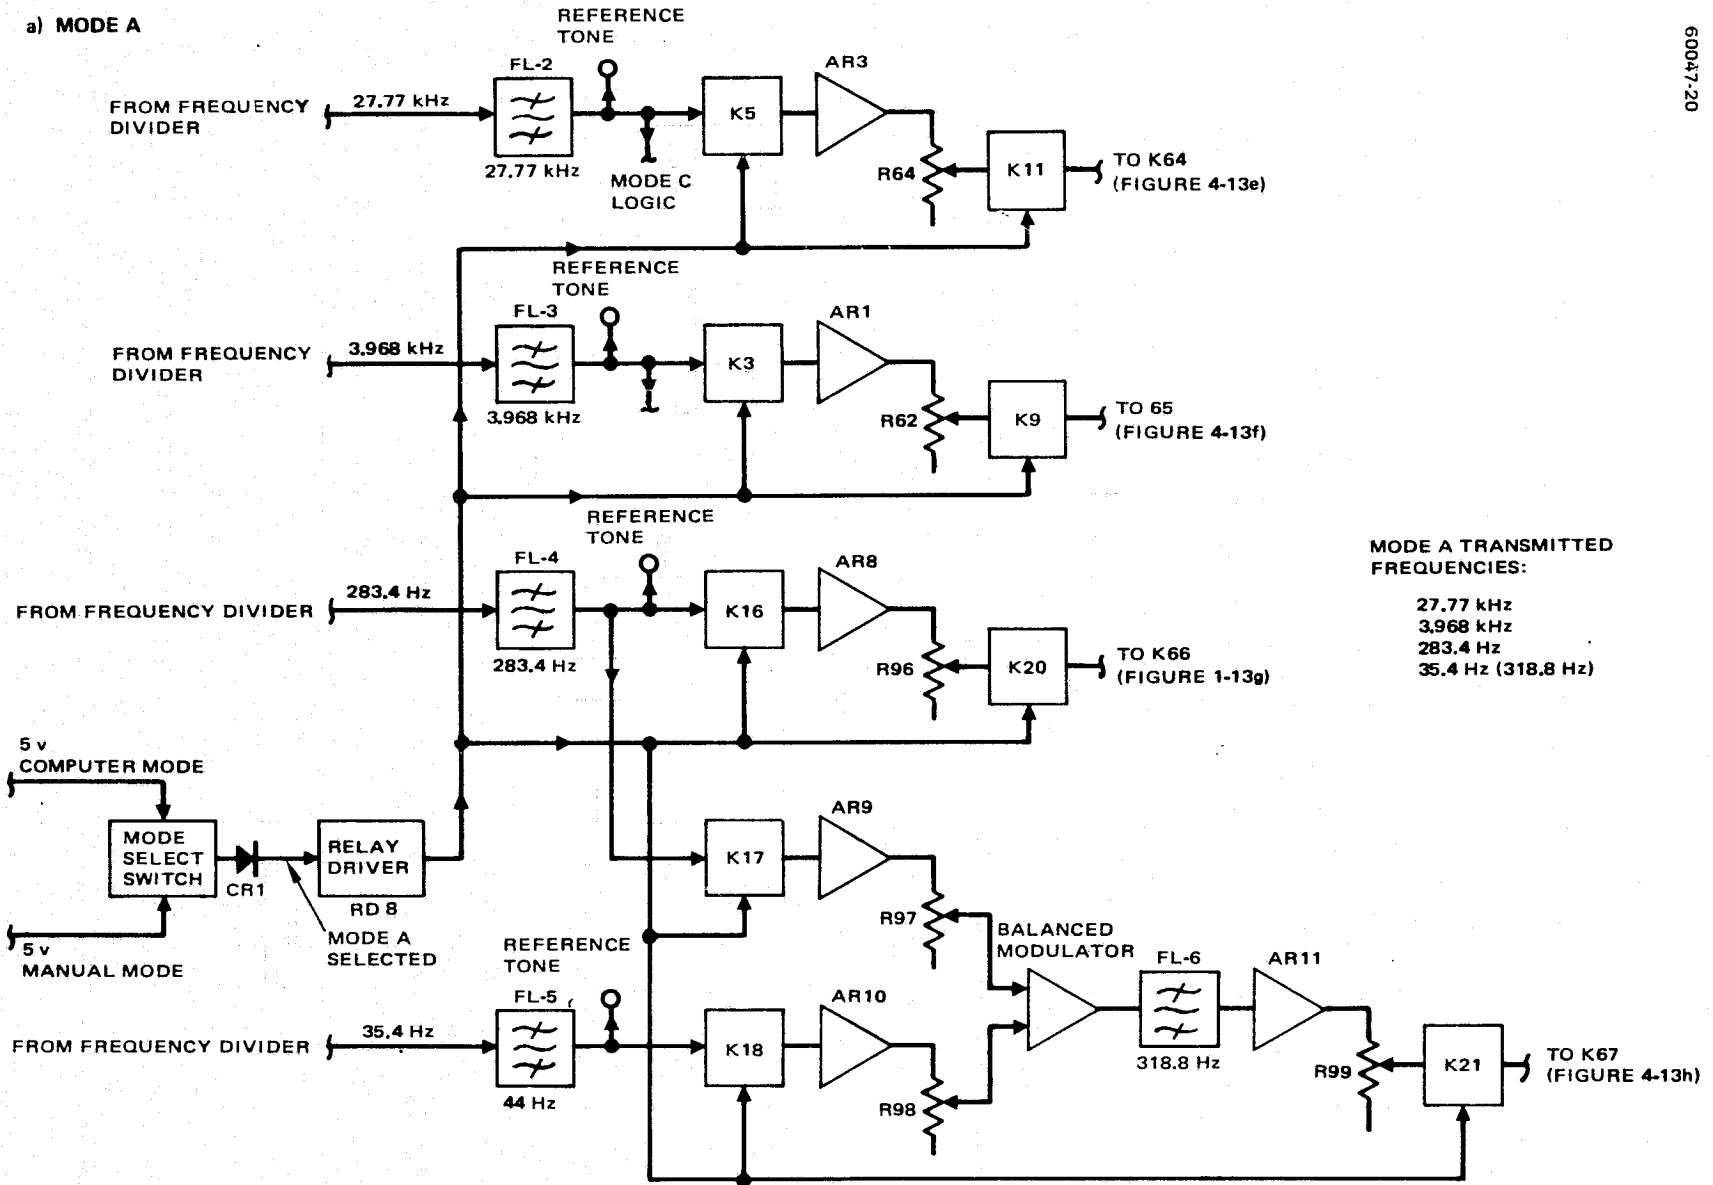 a) MODE A
60047-20
REFERENCE
TONE
FL-2
AR3
FROM FREQUENCY
DIVIDER
27.77 kHz
K5
27.77 kHz
MODE C
LOGIC
R64
K11
TO K64
(FIGURE 4-13e)
REFERENCE
TONE
FL-3
AR1
FROM FREQUENCY
DIVIDER
3.968 kHz
K3
3.968 kHz
R62
K9
TO 65
(FIGURE 4-13f)
REFERENCE
TONE
FL-4
AR8
FROM FREQUENCY DIVIDER
283.4 Hz
K16
283.4 Hz
R96
K20
TO K66
(FIGURE 1-13g)
MODE A TRANSMITTED
FREQUENCIES:
27.77 kHz
3.968 kHz
283.4 Hz
35.4 Hz (318.8 Hz)
5 v
COMPUTER MODE
MODE
SELECT
SWITCH
CR1
RELAY
DRIVER
RD 8
MODE A
SELECTED
5 v
MANUAL MODE
AR9
K17
R97
BALANCED
MODULATOR
FL-6
AR11
REFERENCE
TONE
FL-5
AR10
FROM FREQUENCY DIVIDER
35.4 Hz
K18
44 Hz
R98
318.8 Hz
R99
K21
TO K67
(FIGURE 4-13h)